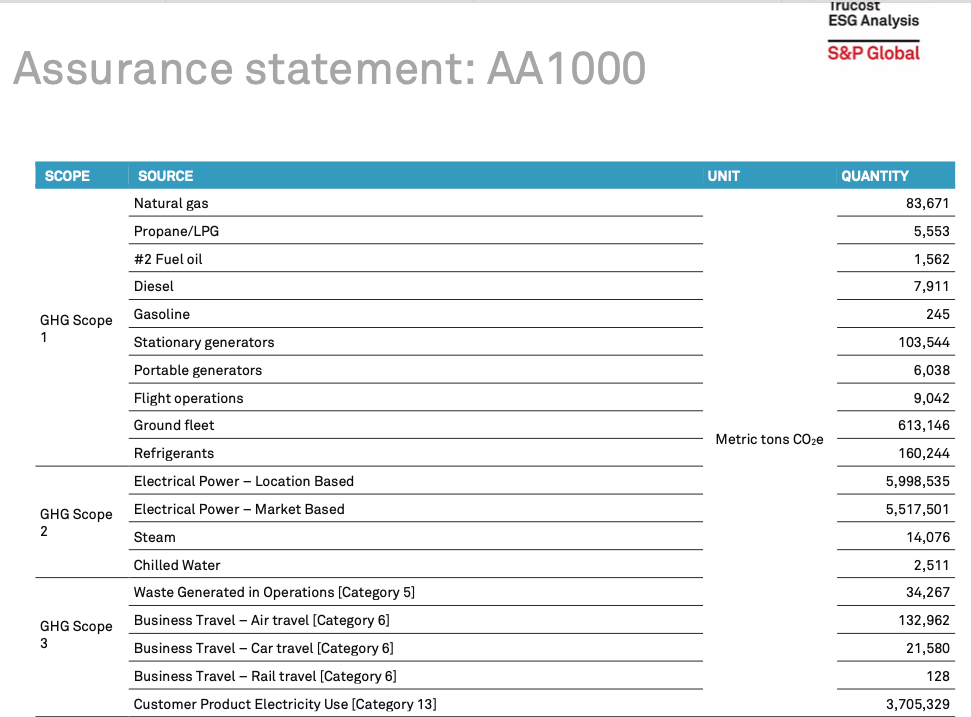 Trucost
ESG Analysis
S&P Global
Assurance statement: AA1000
SCOPE SOURCE UNIT QUANTITY
Natural gas 83,671
Propane/LPG 5,553
#2 Fuel oil 1,562
Diesel 7,911
GHG Scope
1
Gasoline 245
Stationary generators 103,544
Portable generators 6,038
Flight operations 9,042
Ground fleet 613,146
Metric tons CO₂e
Refrigerants 160,244
Electrical Power – Location Based 5,998,535
GHG Scope
2
Electrical Power – Market Based 5,517,501
Steam 14,076
Chilled Water 2,511
Waste Generated in Operations [Category 5] 34,267
GHG Scope
3
Business Travel – Air travel [Category 6] 132,962
Business Travel – Car travel [Category 6] 21,580
Business Travel – Rail travel [Category 6] 128
Customer Product Electricity Use [Category 13] 3,705,329